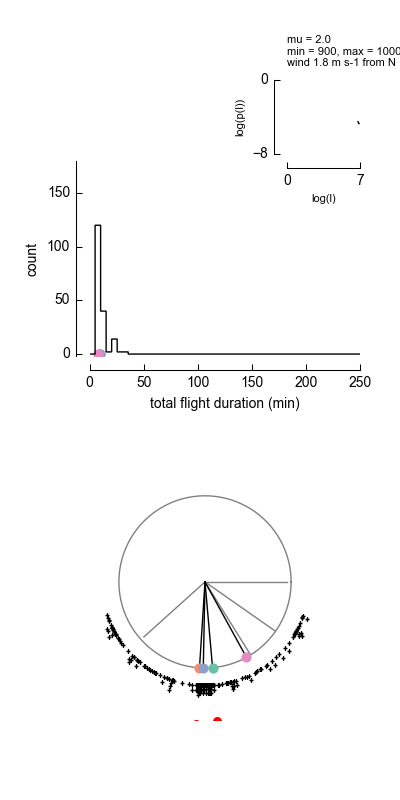 mu = 2.0
min = 900, max = 1000
wind 1.8 m s-1 from N
0
log(p(l))
−8
0 7
log(l)
150
count
100
50
0
0 50 100 150 200 250
total flight duration (min)